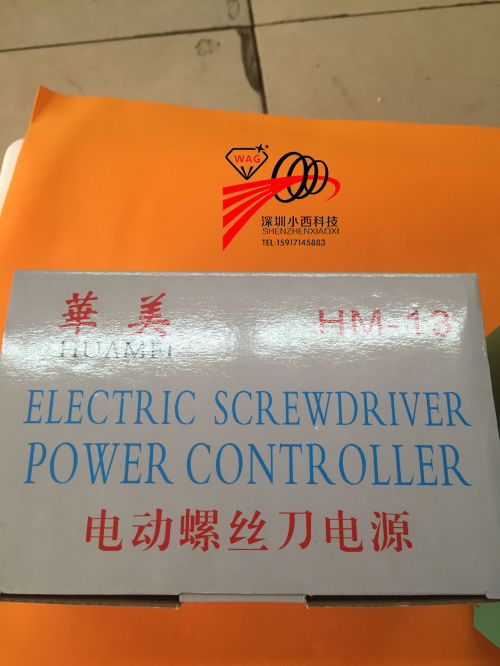 WAG
深圳小西科技
SHENZHENXIAOXI
TEL:15917145883
華美 HM-13
HUAMEI
ELECTRIC SCREWDRIVER
POWER CONTROLLER
电动螺丝刀电源